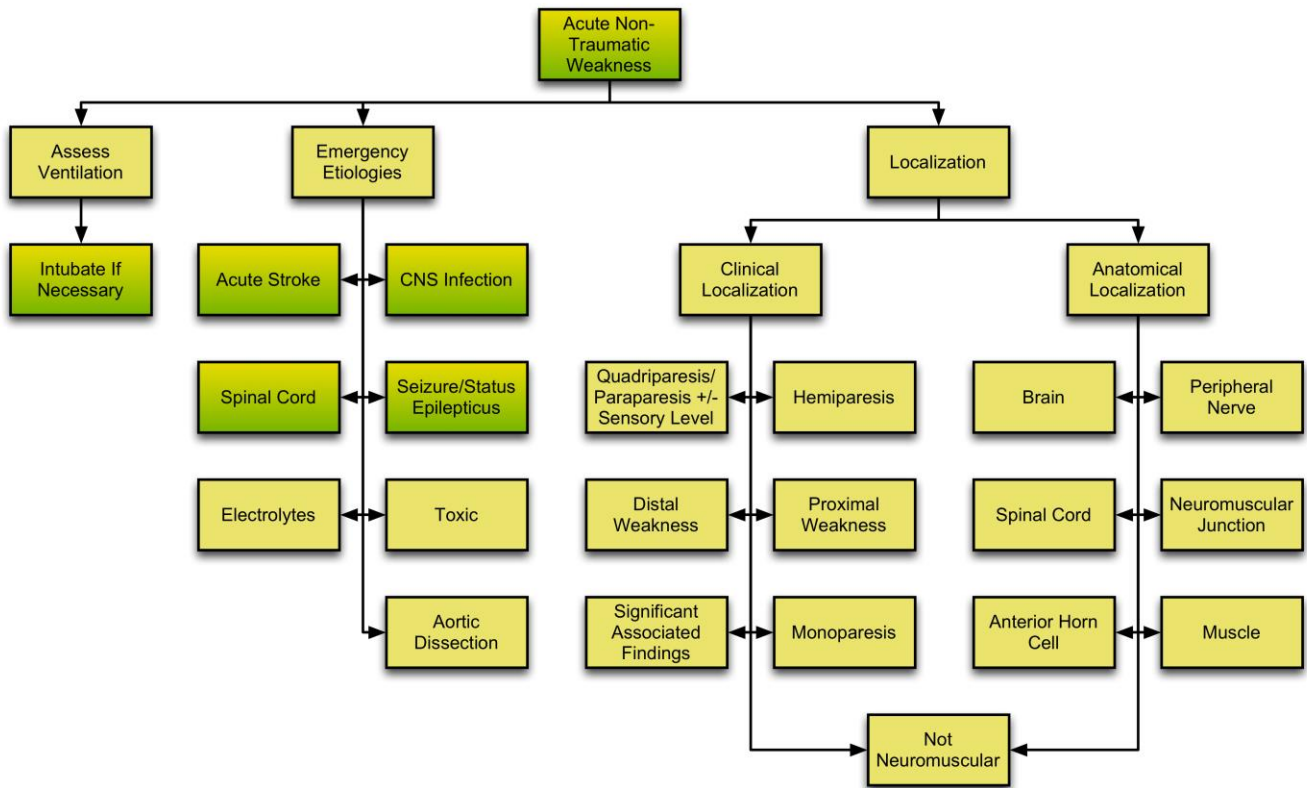 Acute Non-
Traumatic
Weakness
Assess
Ventilation
Emergency
Etiologies
Localization
Intubate If
Necessary
Acute Stroke
CNS Infection
Clinical
Localization
Anatomical
Localization
Spinal Cord
Seizure/Status
Epilepticus
Quadriparesis/
Paraparesis +/-
Sensory Level
Hemiparesis
Brain
Peripheral
Nerve
Electrolytes
Toxic
Distal
Weakness
Proximal
Weakness
Spinal Cord
Neuromuscular
Junction
Aortic
Dissection
Significant
Associated
Findings
Monoparesis
Anterior Horn
Cell
Muscle
Not
Neuromuscular